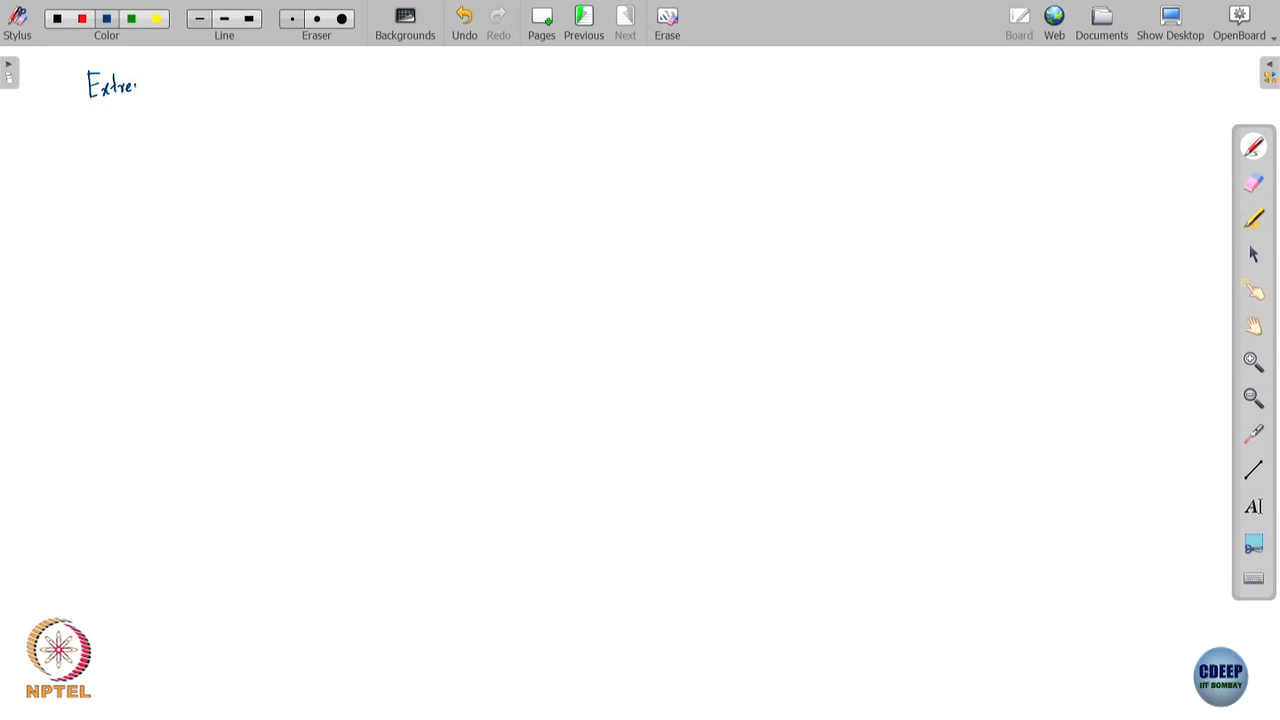 Stylus Color Line Eraser Backgrounds Undo Redo Pages Previous Next Erase Board Web Documents Show Desktop OpenBoard
Extre
NPTEL
CDEEP
IIT BOMBAY